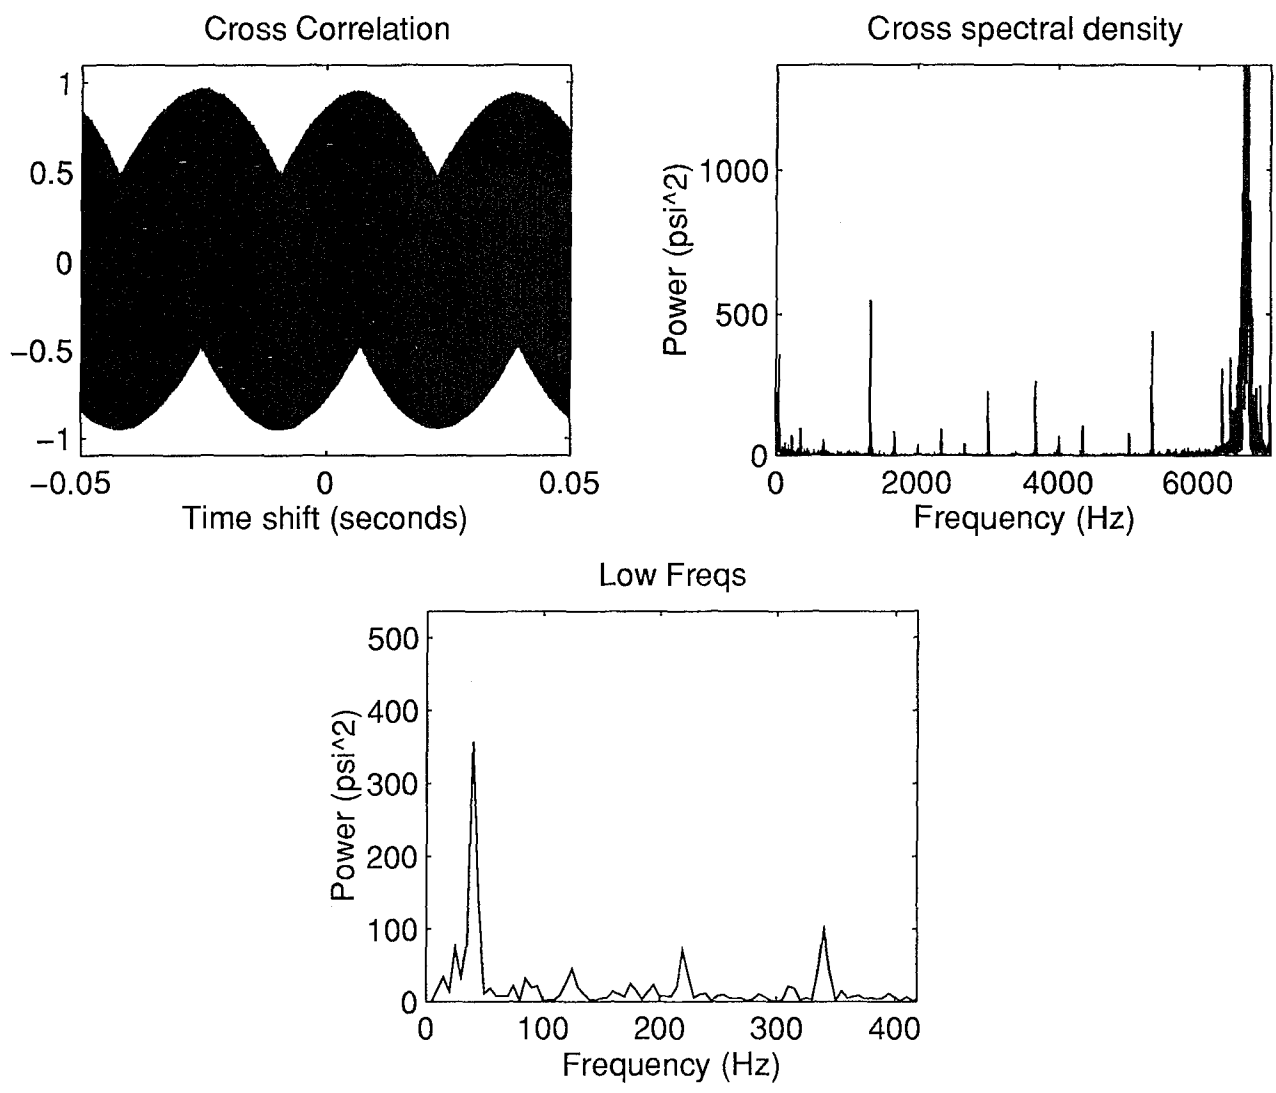 Cross Correlation
1
0.5
0
−0.5
−1
−0.05 0 0.05
Time shift (seconds)
Cross spectral density
Power (psi^2)
1000
500
0
0 2000 4000 6000
Frequency (Hz)
Low Freqs
Power (psi^2)
500
400
300
200
100
0
0 100 200 300 400
Frequency (Hz)